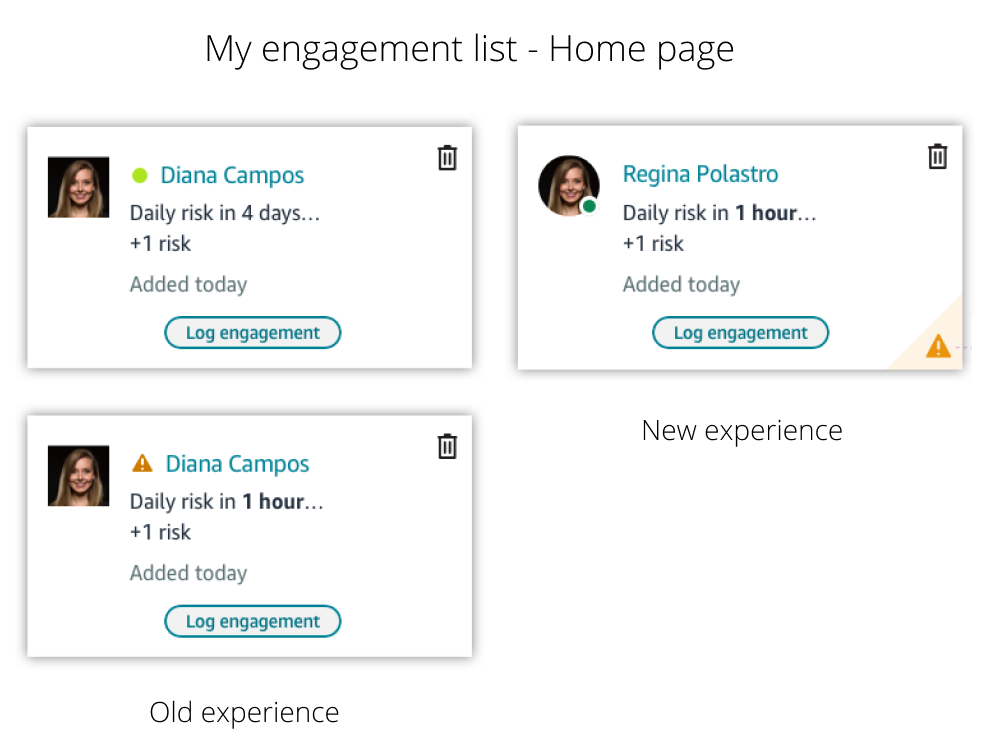 My engagement list - Home page
Diana Campos
Daily risk in 4 days...
+1 risk
Added today
Log engagement
Diana Campos
Daily risk in 1 hour...
+1 risk
Added today
Log engagement
Old experience
Regina Polastro
Daily risk in 1 hour...
+1 risk
Added today
Log engagement
New experience